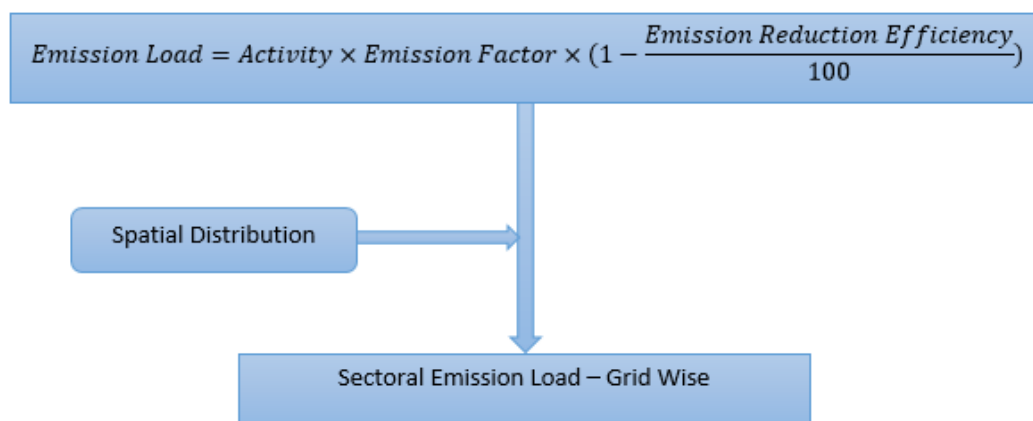 Emission Load = Activity × Emission Factor × (1 − Emission Reduction Efficiency / 100)
Spatial Distribution
Sectoral Emission Load – Grid Wise